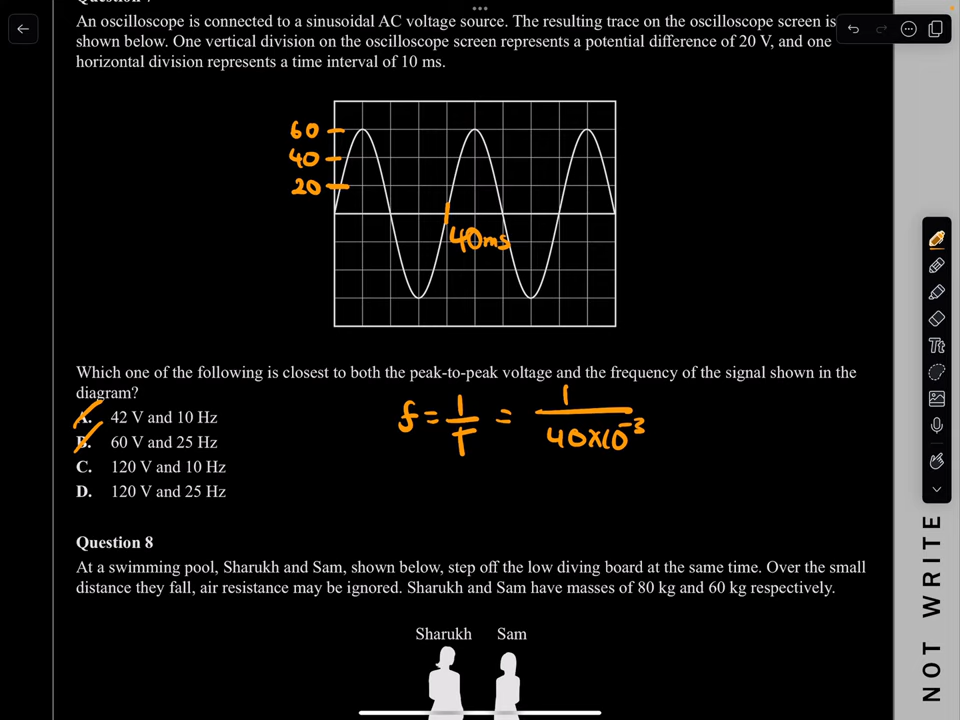 An oscilloscope is connected to a sinusoidal AC voltage source. The resulting trace on the oscilloscope screen is
shown below. One vertical division on the oscilloscope screen represents a potential difference of 20 V, and one
horizontal division represents a time interval of 10 ms.
60
40
20
40ms
Which one of the following is closest to both the peak-to-peak voltage and the frequency of the signal shown in the
diagram?
A. 42 V and 10 Hz
B. 60 V and 25 Hz
C. 120 V and 10 Hz
D. 120 V and 25 Hz
f = 1/T = 1/40×10⁻³
Question 8
At a swimming pool, Sharukh and Sam, shown below, step off the low diving board at the same time. Over the small
distance they fall, air resistance may be ignored. Sharukh and Sam have masses of 80 kg and 60 kg respectively.
Sharukh Sam
Tt
NOT WRITE